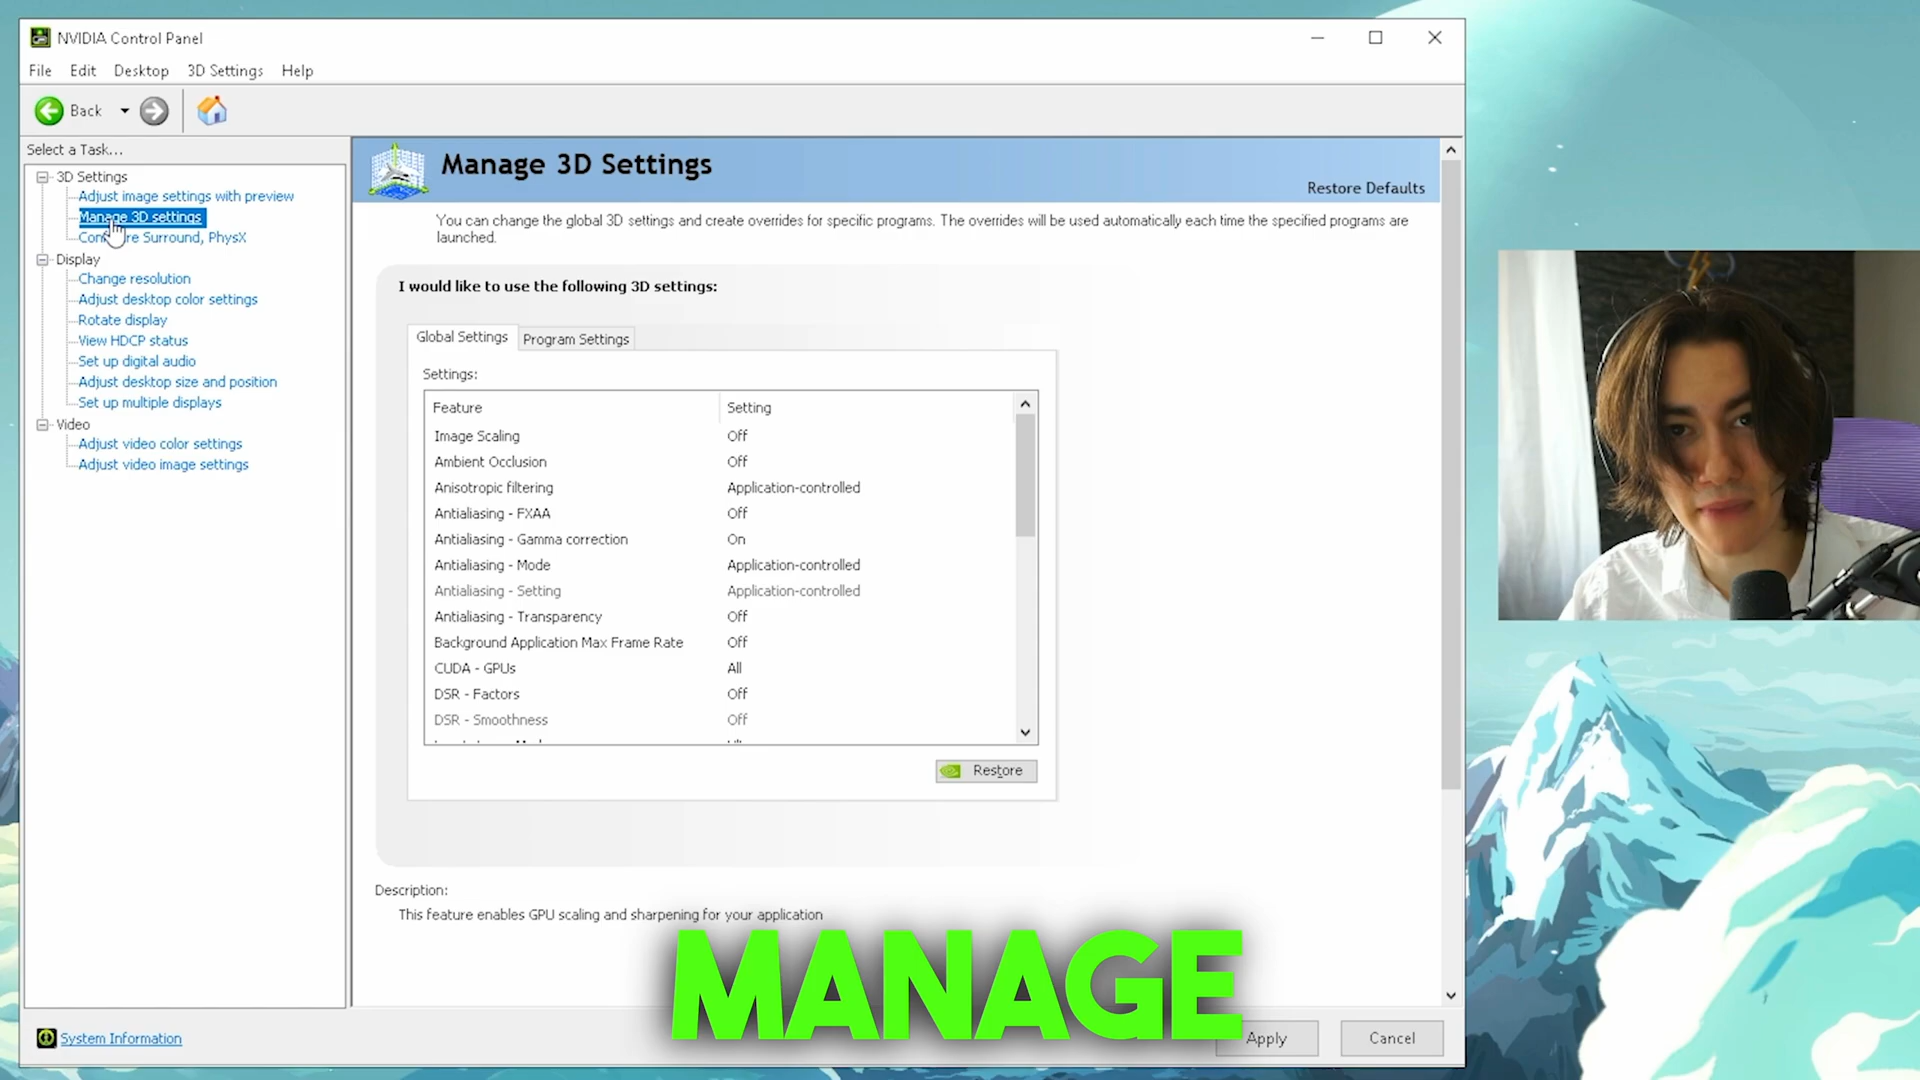 NVIDIA Control Panel
File Edit Desktop 3D Settings Help
Back
Select a Task...
3D Settings
Adjust image settings with preview
Manage 3D settings
Surround, PhysX
Display
Change resolution
Adjust desktop color settings
Rotate display
View HDCP status
Set up digital audio
Adjust desktop size and position
Set up multiple displays
Video
Adjust video color settings
Adjust video image settings
System Information
Manage 3D Settings
Restore Defaults
You can change the global 3D settings and create overrides for specific programs. The overrides will be used automatically each time the specified programs are
launched.
I would like to use the following 3D settings:
Global Settings Program Settings
Settings:
Feature Setting
Image Scaling Off
Ambient Occlusion Off
Anisotropic filtering Application-controlled
Antialiasing - FXAA Off
Antialiasing - Gamma correction On
Antialiasing - Mode Application-controlled
Antialiasing - Setting Application-controlled
Antialiasing - Transparency Off
Background Application Max Frame Rate Off
CUDA - GPUs All
DSR - Factors Off
DSR - Smoothness Off
Restore
Description:
This feature enables GPU scaling and sharpening for your application
MANAGE
Apply Cancel